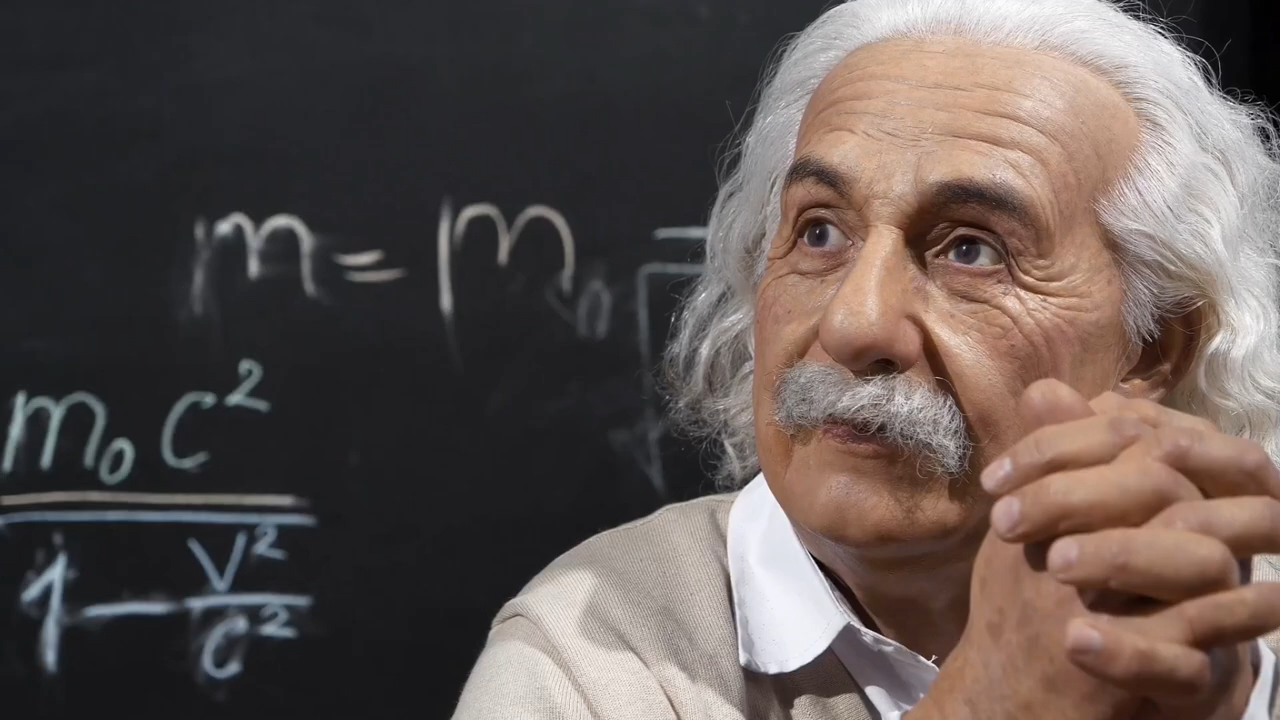 m = m₀
m₀c²
1 - v²
c²